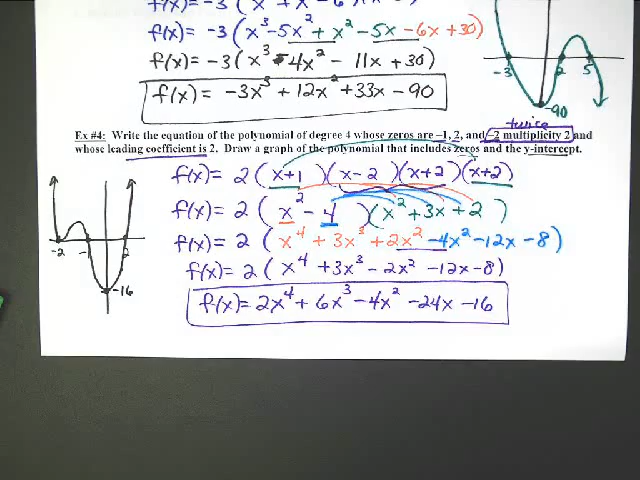 f(x) = -3(x³-5x²+x²-5x-6x+30)
f(x) = -3(x³-4x²-11x+30)
f(x) = -3x³+12x²+33x-90
-3 2 5
-90
twice
Ex #4: Write the equation of the polynomial of degree 4 whose zeros are -1, 2, and -2 multiplicity 2 and
whose leading coefficient is 2. Draw a graph of the polynomial that includes zeros and the y-intercept.
f(x) = 2(x+1)(x-2)(x+2)(x+2)
f(x) = 2(x²-4)(x²+3x+2)
f(x) = 2(x⁴+3x³+2x²-4x²-12x-8)
f(x) = 2(x⁴+3x³-2x²-12x-8)
f(x) = 2x⁴+6x³-4x²-24x-16
-2 -1 2
-16